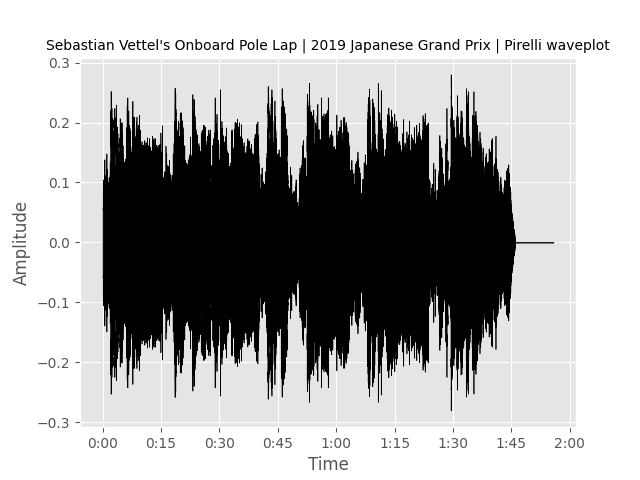 Sebastian Vettel's Onboard Pole Lap | 2019 Japanese Grand Prix | Pirelli waveplot
0.3
0.2
0.1
0.0
−0.1
−0.2
−0.3
Amplitude
0:00 0:15 0:30 0:45 1:00 1:15 1:30 1:45 2:00
Time